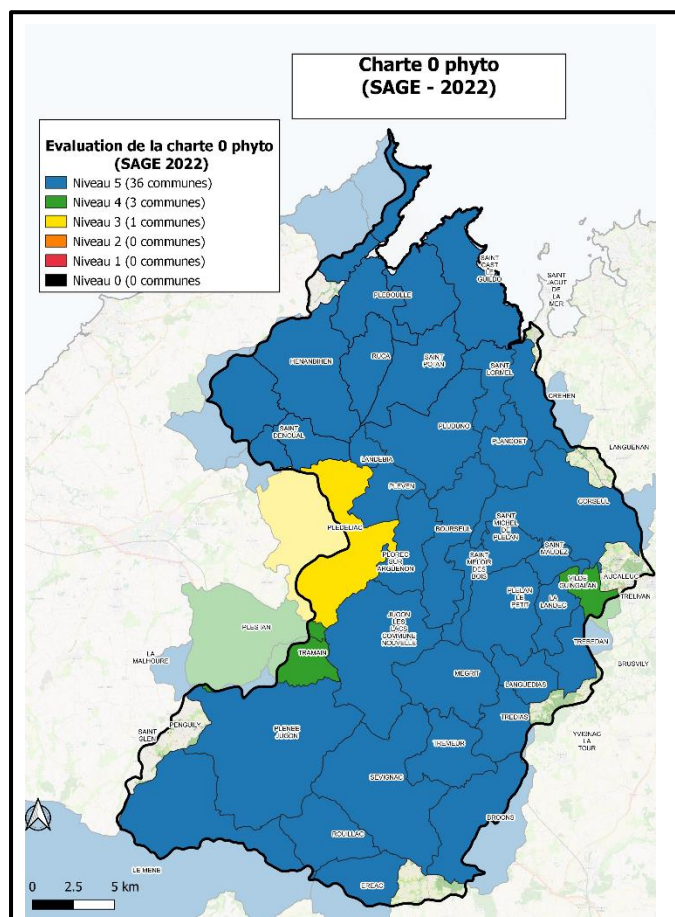 Charte 0 phyto
(SAGE - 2022)
Evaluation de la charte 0 phyto
(SAGE 2022)
Niveau 5 (36 communes)
Niveau 4 (3 communes)
Niveau 3 (1 communes)
Niveau 2 (0 communes)
Niveau 1 (0 communes)
Niveau 0 (0 communes
SAINT
CAST
LE
GUILDO
SAINT
JACUT
DE LA
MER
PLEBOULLE
HENANBIHEN
RUCA
SAINT
POTAN
SAINT
LORMEL
CREHEN
LANGUENAN
SAINT
DENOUAL
PLUDUNO
PLANCOET
LANDEBIA
PLEVEN
CORSEUL
PLEDELIAC
BOURSEUL
SAINT
MICHEL
DE
PLELAN
PLOREC
SUR
ARGUENON
SAINT
MELOIR
DES
BOIS
SAINT
MAUDEZ
VILDE
GUINGALAN
AUCALEUC
PLELAN
LE
PETIT
LA
LANDEC
TRELIVAN
JUGON
LES
LACS
COMMUNE
NOUVELLE
PLESTAN
TREBEDAN
LA
MALHOURE
TRAMAIN
BRUSVILY
MEGRIT
LANGUEDIAS
PENGUILY
SAINT
GLEN
PLENEE
JUGON
TREDIAS
YVIGNAC
LA
TOUR
TREMEUR
SEVIGNAC
BROONS
ROUILLAC
LE MENE
EREAC
0 2.5 5 km